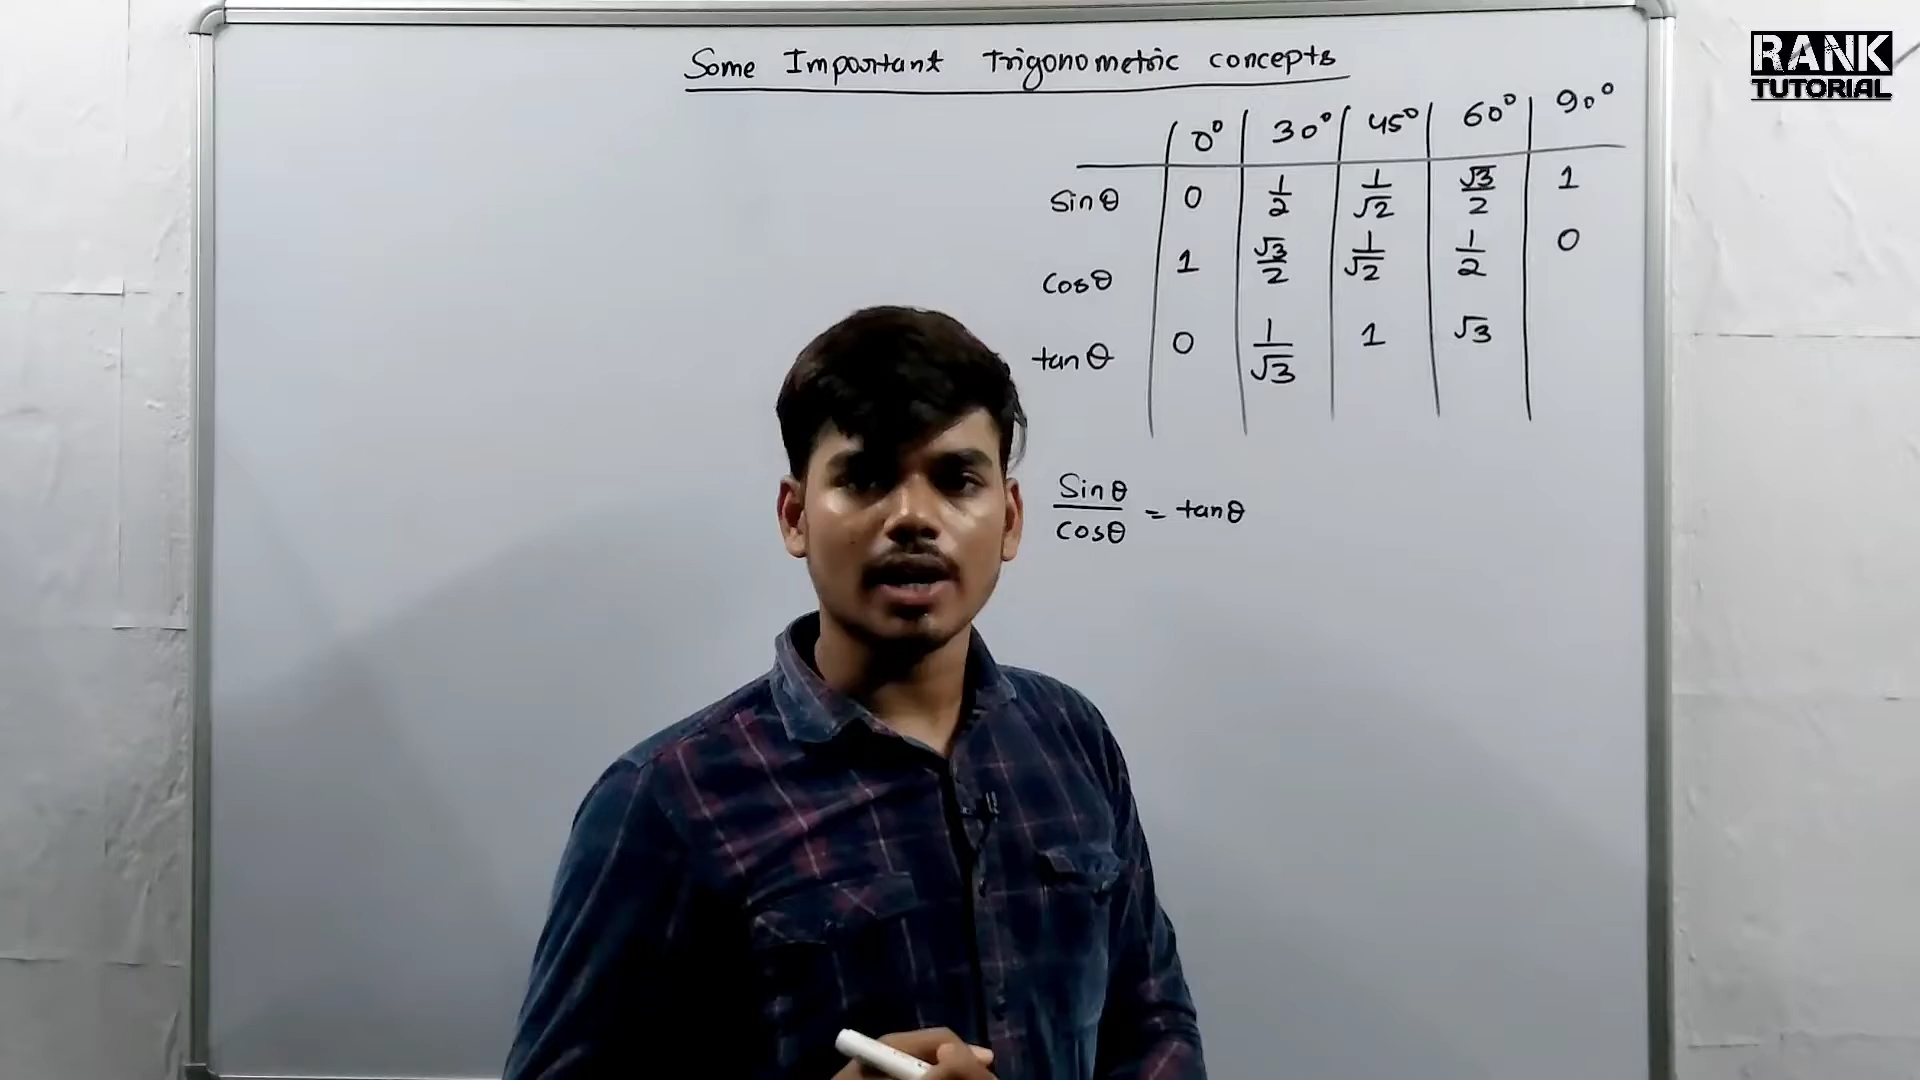 Some Important Trigonometric concepts
RANK
TUTORIAL
0° 30° 45° 60° 90°
Sinθ 0 1/2 1/√2 √3/2 1
Cosθ 1 √3/2 1/√2 1/2 0
tanθ 0 1/√3 1 √3
Sinθ/Cosθ = tanθ